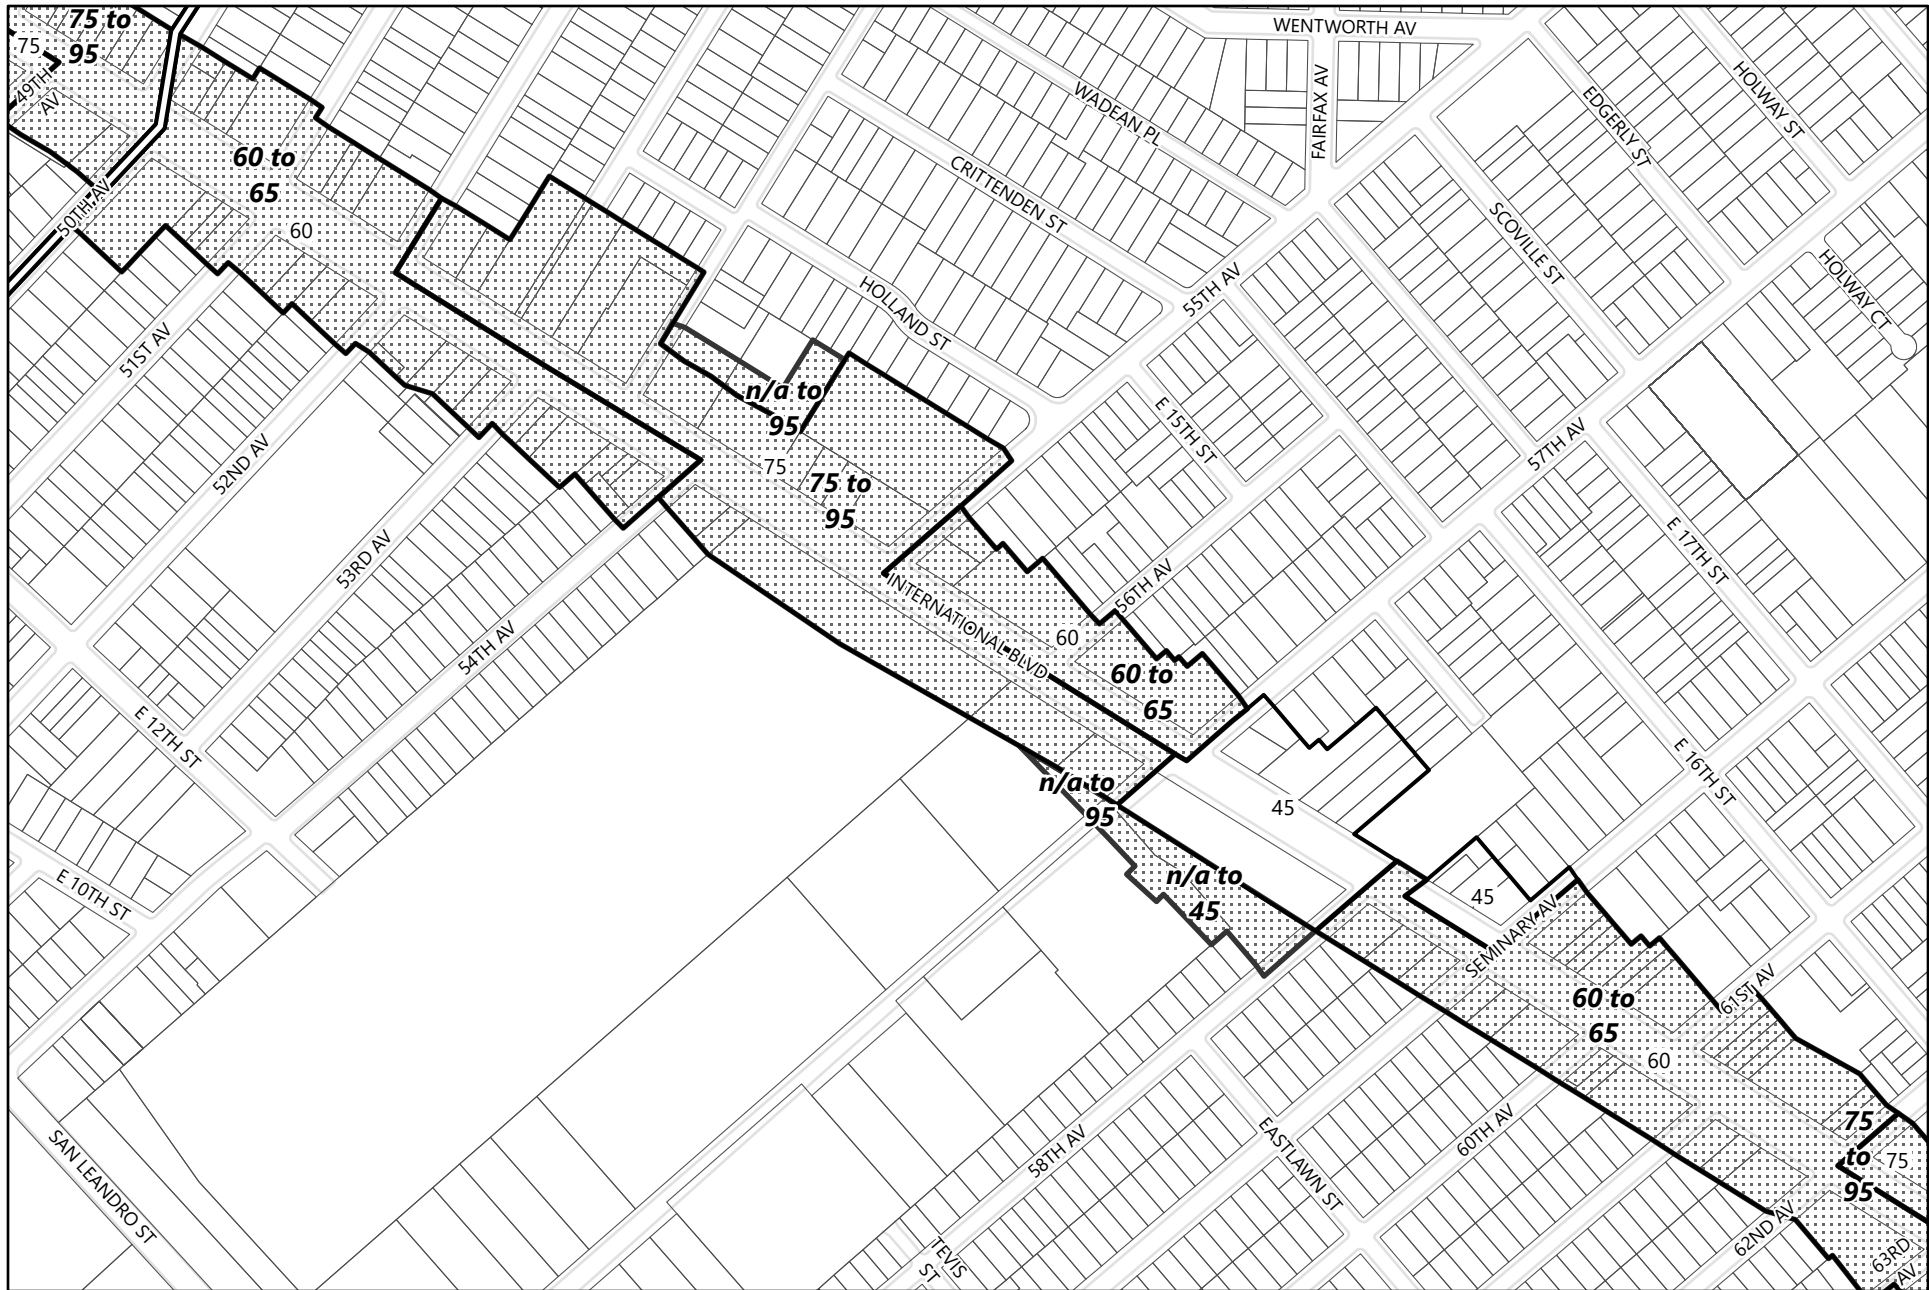 75 to
95
75
49TH
AV
WENTWORTH AV
FAIRFAX AV
WADEAN PL
EDGERLY ST
HOLWAY ST
60 to
65
60
50TH AV
CRITTENDEN ST
SCOVILLE ST
HOLWAY CT
55TH AV
HOLLAND ST
51ST AV
52ND AV
n/a to
95
75
75 to
95
E 15TH ST
57TH AV
53RD AV
54TH AV
E 17TH ST
56TH AV
INTERNATIONAL BLVD
60
60 to
65
E 12TH ST
E 16TH ST
n/a to
95
45
n/a to
45
45
E 10TH ST
SEMINARY AV
61ST AV
60 to
65
60
75
to
95
75
58TH AV
EASTLAWN ST
60TH AV
62ND AV
63RD
AV
SAN LEANDRO ST
TEVIS
ST